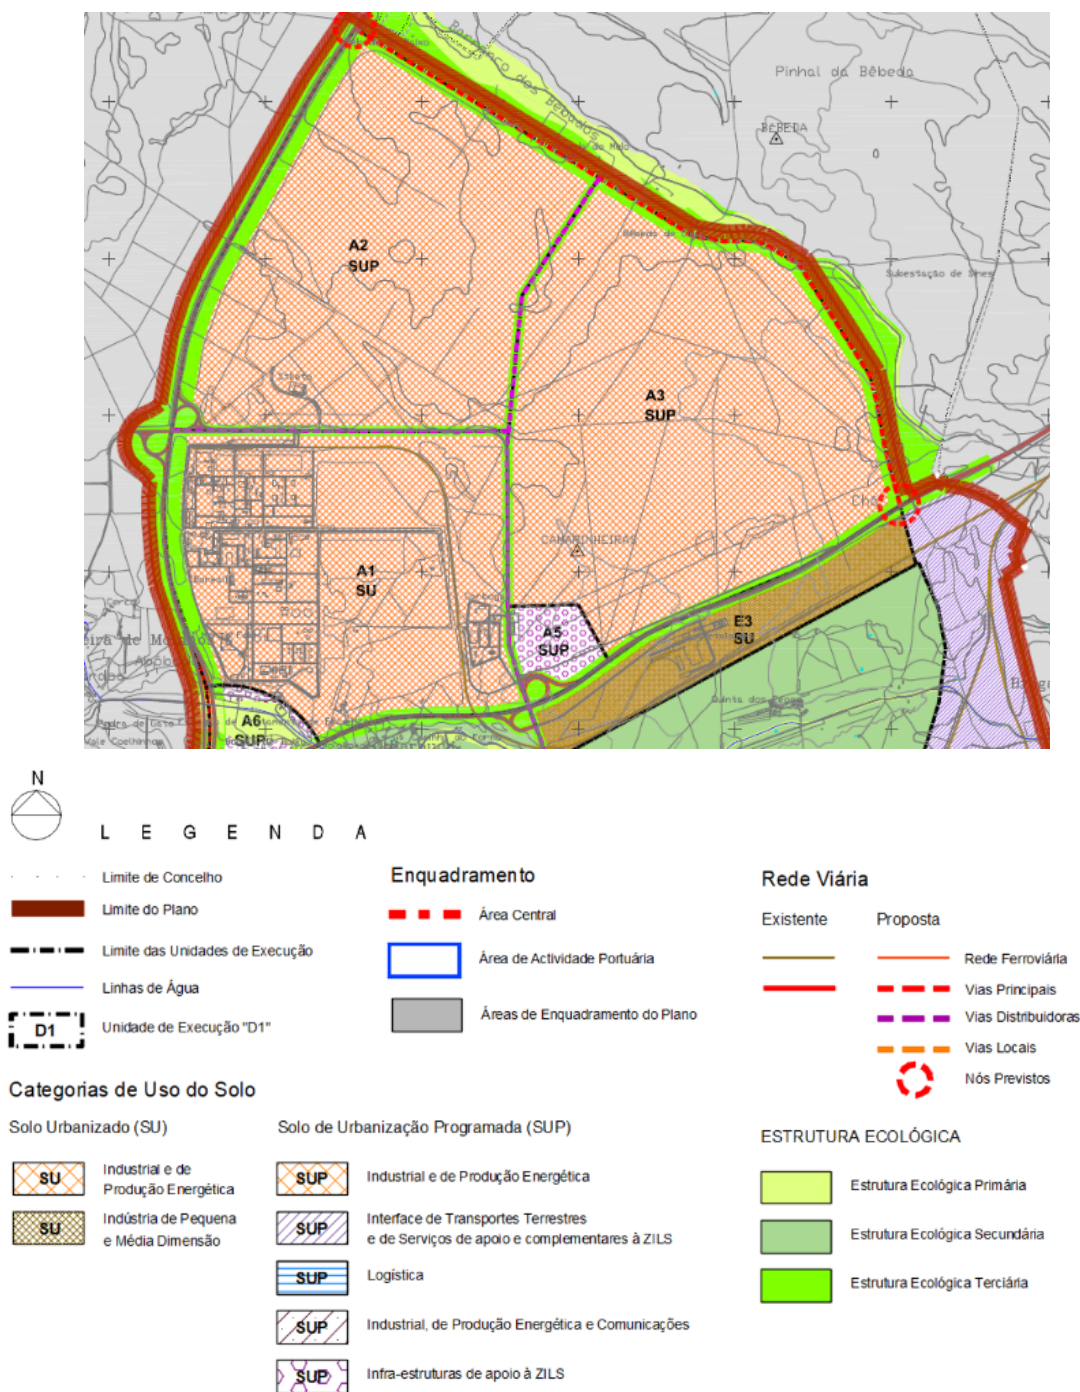 Pinhal da Bêbeda
Barranco dos Bêbedos
BÊBEDA
A2
SUP
Subestação de Sines
A3
SUP
CAMARINHEIRAS
A1
SU
A5
SUP
E3
SU
A6
SUP
Vale Coelhinho
N
L E G E N D A
Limite de Concelho
Limite do Plano
Limite das Unidades de Execução
Linhas de Água
D1
Unidade de Execução "D1"
Enquadramento
Área Central
Área de Actividade Portuária
Áreas de Enquadramento do Plano
Rede Viária
Existente
Proposta
Rede Ferroviária
Vias Principais
Vias Distribuidoras
Vias Locais
Nós Previstos
Categorias de Uso do Solo
Solo Urbanizado (SU)
SU
Industrial e de
Produção Energética
SU
Indústria de Pequena
e Média Dimensão
Solo de Urbanização Programada (SUP)
SUP
Industrial e de Produção Energética
SUP
Interface de Transportes Terrestres
e de Serviços de apoio e complementares à ZILS
SUP
Logística
SUP
Industrial, de Produção Energética e Comunicações
SUP
Infra-estruturas de apoio à ZILS
ESTRUTURA ECOLÓGICA
Estrutura Ecológica Primária
Estrutura Ecológica Secundária
Estrutura Ecológica Terciária